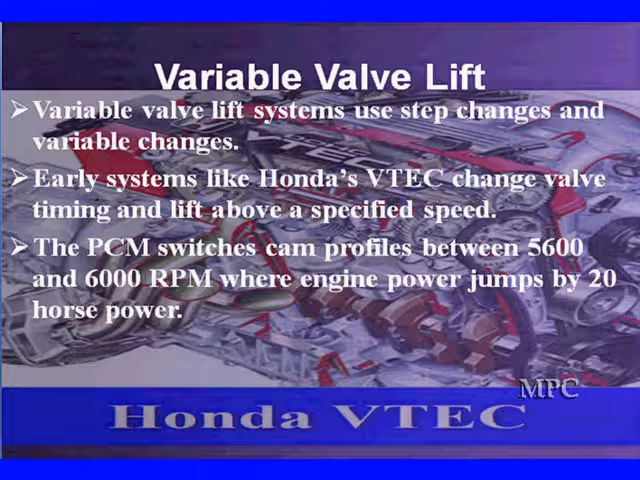 Variable Valve Lift
➢Variable valve lift systems use step changes and
variable changes.
➢Early systems like Honda's VTEC change valve
timing and lift above a specified speed.
➢The PCM switches cam profiles between 5600
and 6000 RPM where engine power jumps by 20
horse power.
VTEC
MPC
Honda VTEC